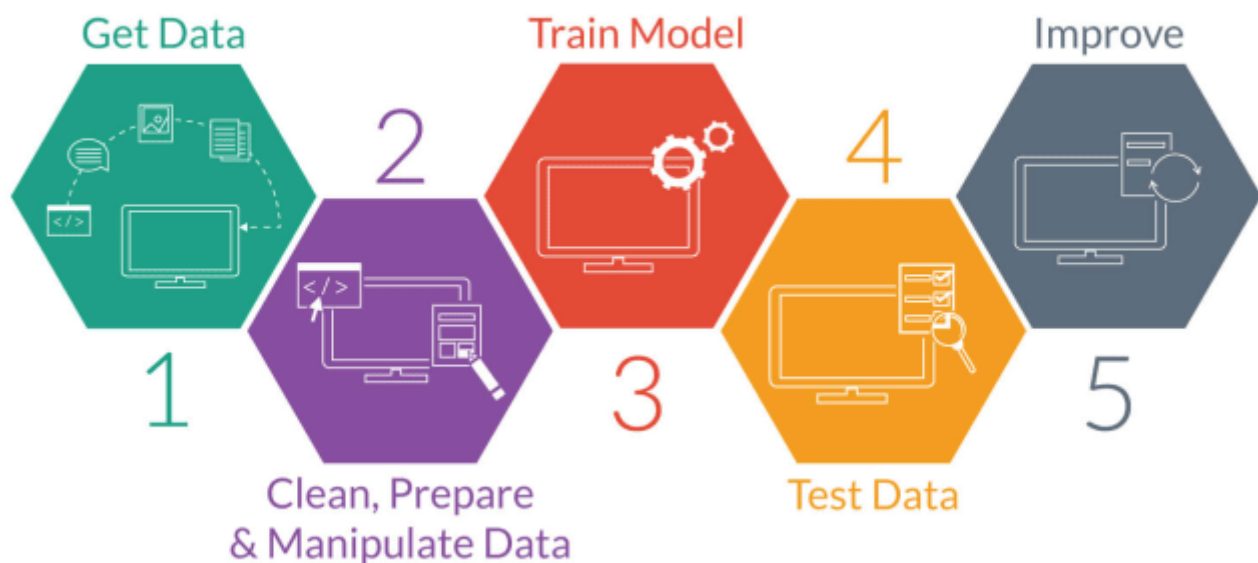 Get Data
1
2
Clean, Prepare
& Manipulate Data
Train Model
3
4
Test Data
Improve
5
</>
</>